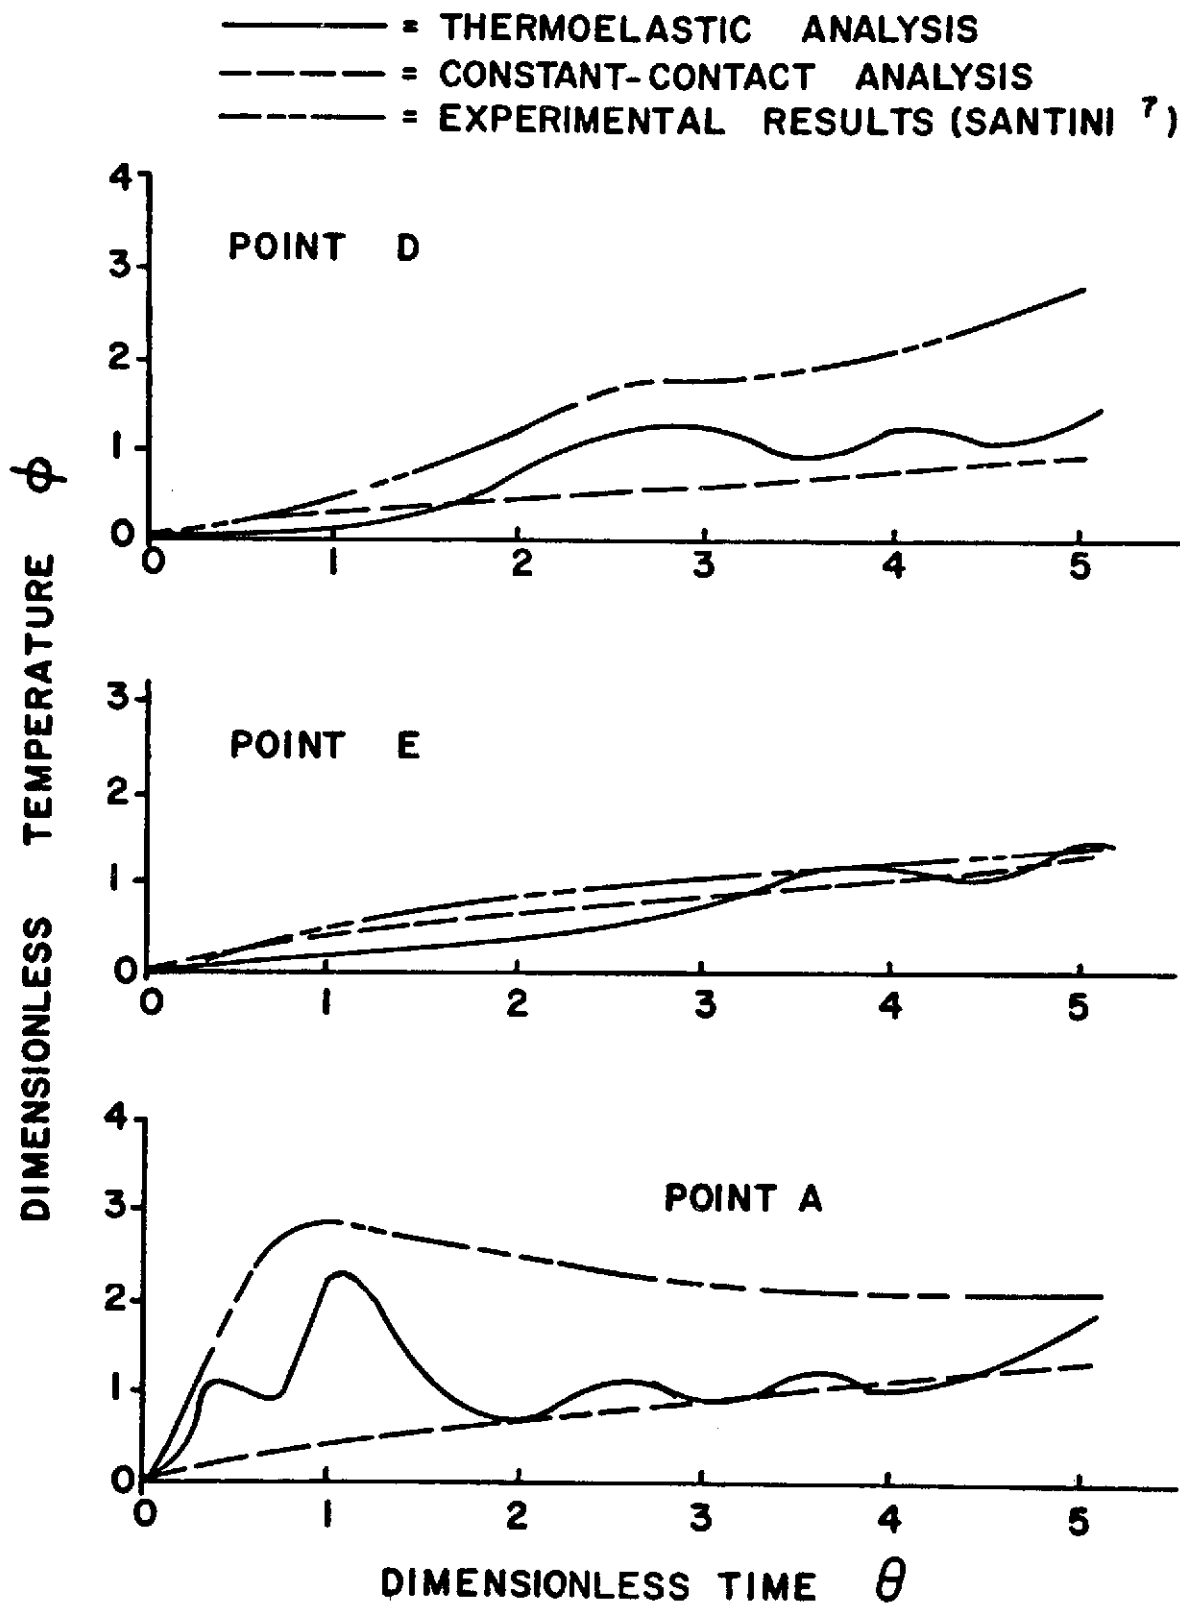 = THERMOELASTIC ANALYSIS
= CONSTANT-CONTACT ANALYSIS
= EXPERIMENTAL RESULTS (SANTINI 7)
4
POINT D
3
2
1
0
0 1 2 3 4 5
3
POINT E
2
1
0
0 1 2 3 4 5
4
POINT A
3
2
1
0
0 1 2 3 4 5
DIMENSIONLESS TEMPERATURE ϕ
DIMENSIONLESS TIME θ